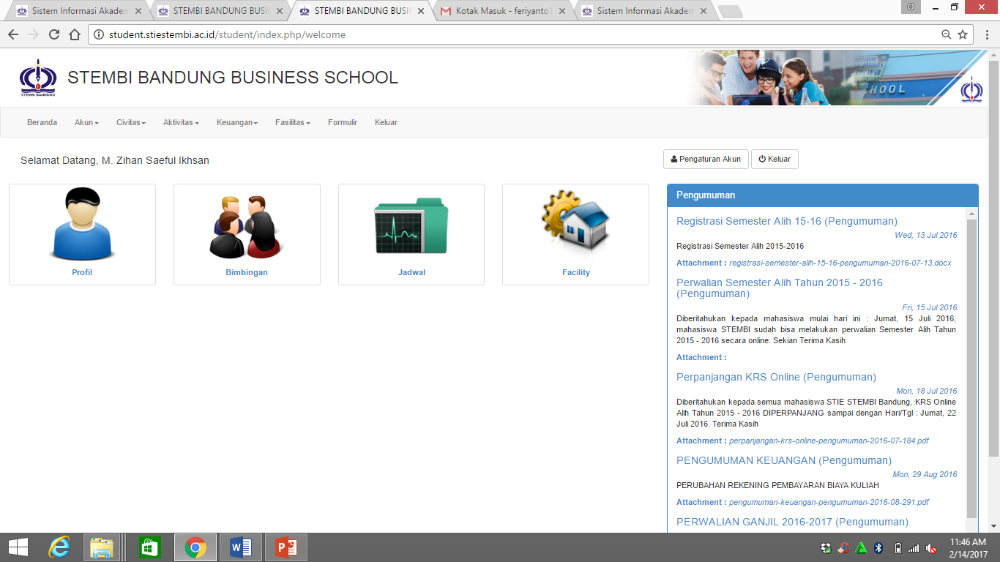 Sistem Informasi Akadem
STEMBI BANDUNG BUSIN
STEMBI BANDUNG BUSI
Kotak Masuk - feriyanto
Sistem Informasi Akadem
student.stiestembi.ac.id/student/index.php/welcome
STEMBI BANDUNG
STEMBI BANDUNG BUSINESS SCHOOL
HOOL
Beranda Akun Civitas Aktivitas Keuangan Fasilitas Formulir Keluar
Selamat Datang, M. Zihan Saeful Ikhsan
Pengaturan Akun Keluar
Profil
Bimbingan
Jadwal
Facility
Pengumuman
Registrasi Semester Alih 15-16 (Pengumuman)
Wed, 13 Jul 2016
Registrasi Semester Alih 2015-2016
Attachment : registrasi-semester-alih-15-16-pengumuman-2016-07-13.docx
Perwalian Semester Alih Tahun 2015 - 2016
(Pengumuman)
Fri, 15 Jul 2016
Diberitahukan kepada mahasiswa mulai hari ini : Jumat, 15 Juli 2016,
mahasiswa STEMBI sudah bisa melakukan perwalian Semester Alih Tahun
2015 - 2016 secara online. Sekian Terima Kasih
Attachment :
Perpanjangan KRS Online (Pengumuman)
Mon, 18 Jul 2016
Diberitahukan kepada semua mahasiswa STIE STEMBI Bandung, KRS Online
Alih Tahun 2015 - 2016 DIPERPANJANG sampai dengan Hari/Tgl : Jumat, 22
Juli 2016. Terima Kasih
Attachment : perpanjangan-krs-online-pengumuman-2016-07-184.pdf
PENGUMUMAN KEUANGAN (Pengumuman)
Mon, 29 Aug 2016
PERUBAHAN REKENING PEMBAYARAN BIAYA KULIAH
Attachment : pengumuman-keuangan-pengumuman-2016-08-291.pdf
PERWALIAN GANJIL 2016-2017 (Pengumuman)
11:46 AM
2/14/2017